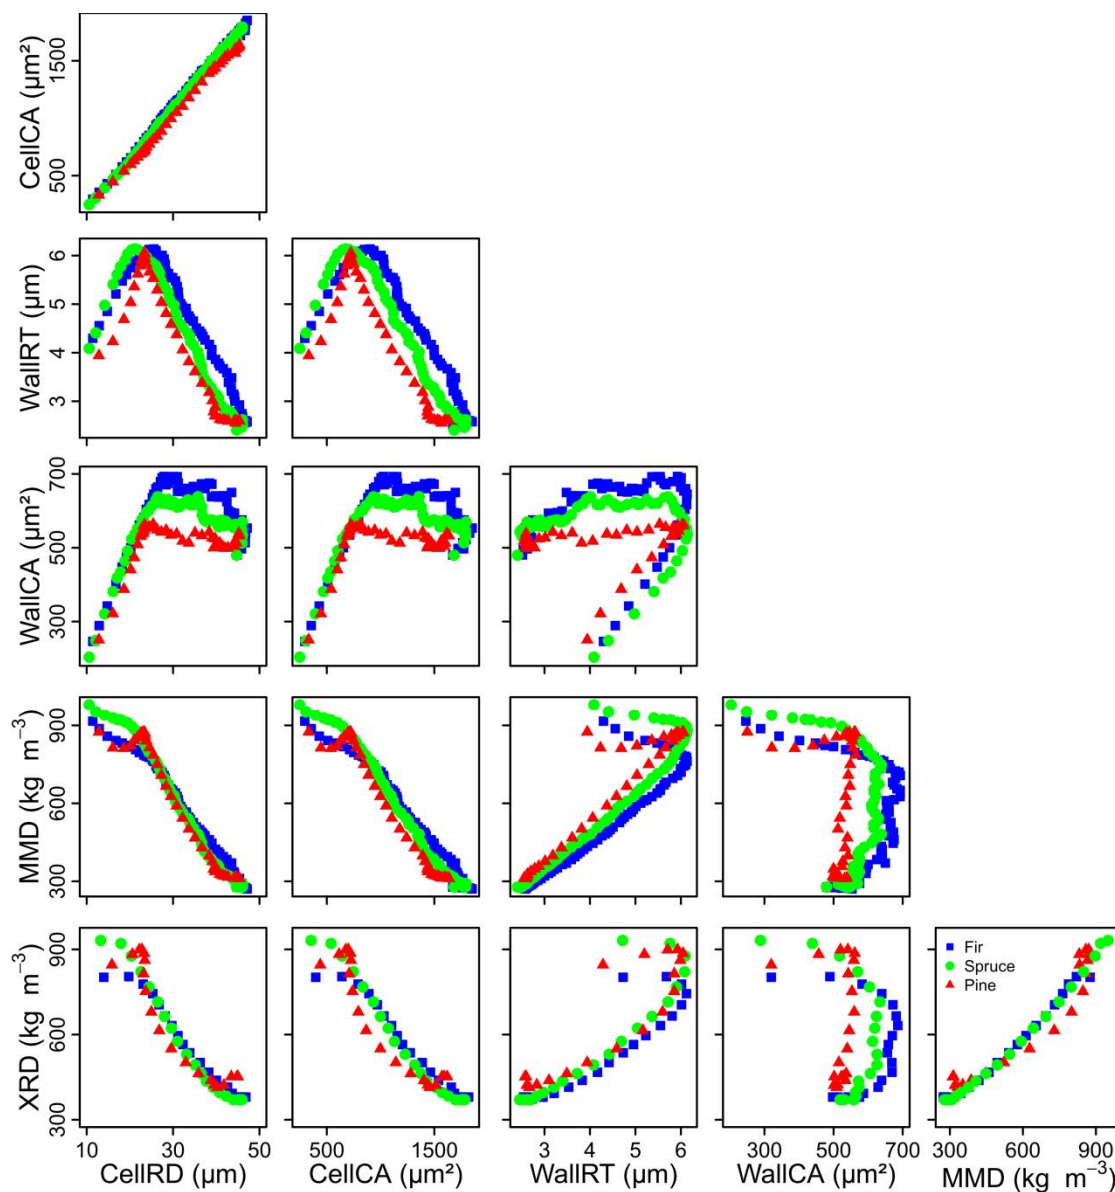 CellCA (µm²)
500
1500
WallRT (µm)
3
4
5
6
WallCA (µm²)
300
500
700
MMD (kg m⁻³)
300
600
900
XRD (kg m⁻³)
300
600
900
Fir
Spruce
Pine
10
30
50
500
1500
3
4
5
6
300
500
700
300
600
900
CellRD (µm)
CellCA (µm²)
WallRT (µm)
WallCA (µm²)
MMD (kg m⁻³)